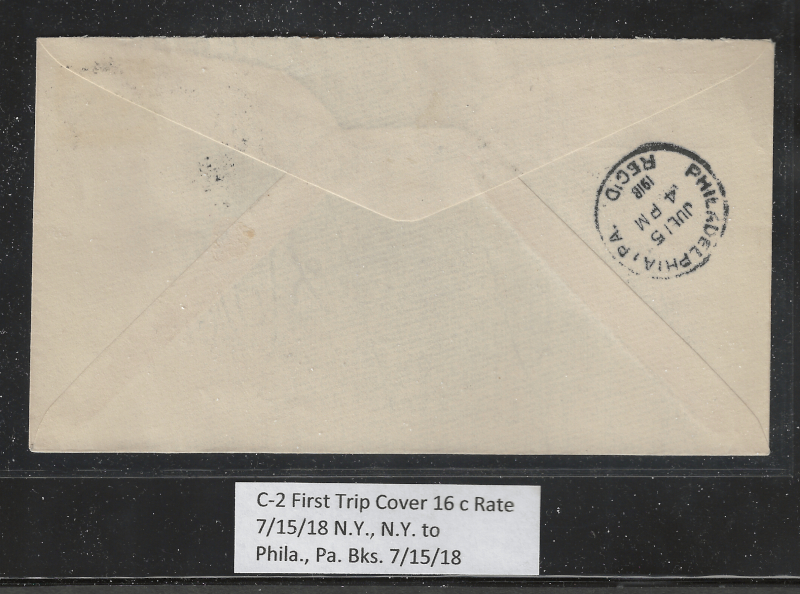 PHILADELPHIA, PA.
REC'D
1918
4 PM
JUL 15
C-2 First Trip Cover 16 c Rate
7/15/18 N.Y., N.Y. to
Phila., Pa. Bks. 7/15/18